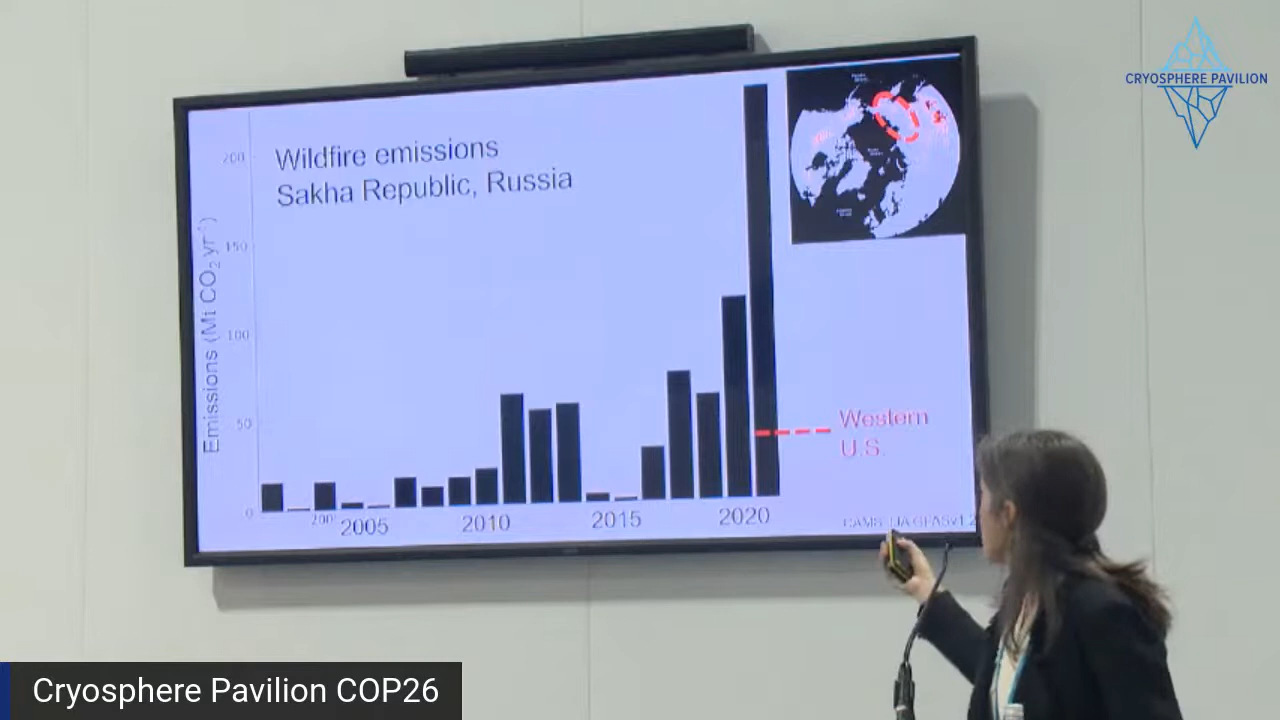 CRYOSPHERE PAVILION
Wildfire emissions
Sakha Republic, Russia
Emissions (Mt CO₂ yr⁻¹)
200
150
100
50
0
Western
U.S.
200
2005
2010
2015
2020
Cryosphere Pavilion COP26